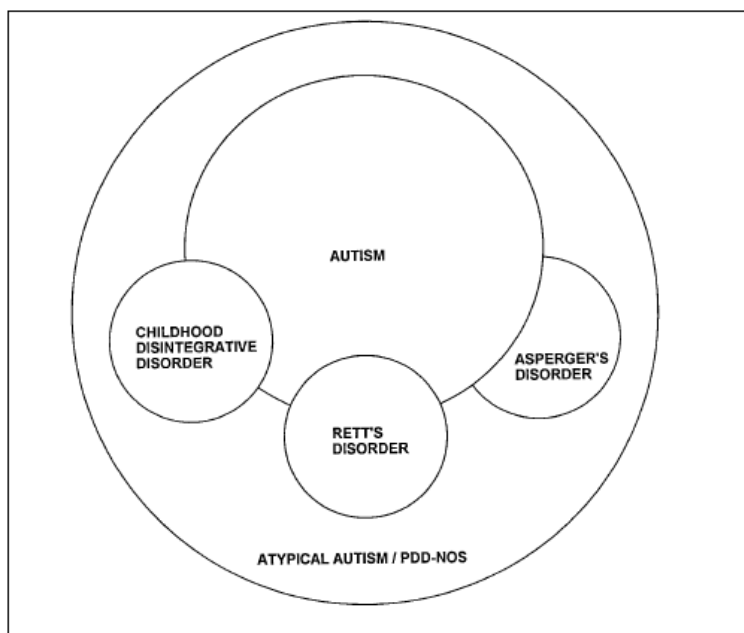 AUTISM
CHILDHOOD
DISINTEGRATIVE
DISORDER
ASPERGER'S
DISORDER
RETT'S
DISORDER
ATYPICAL AUTISM / PDD-NOS